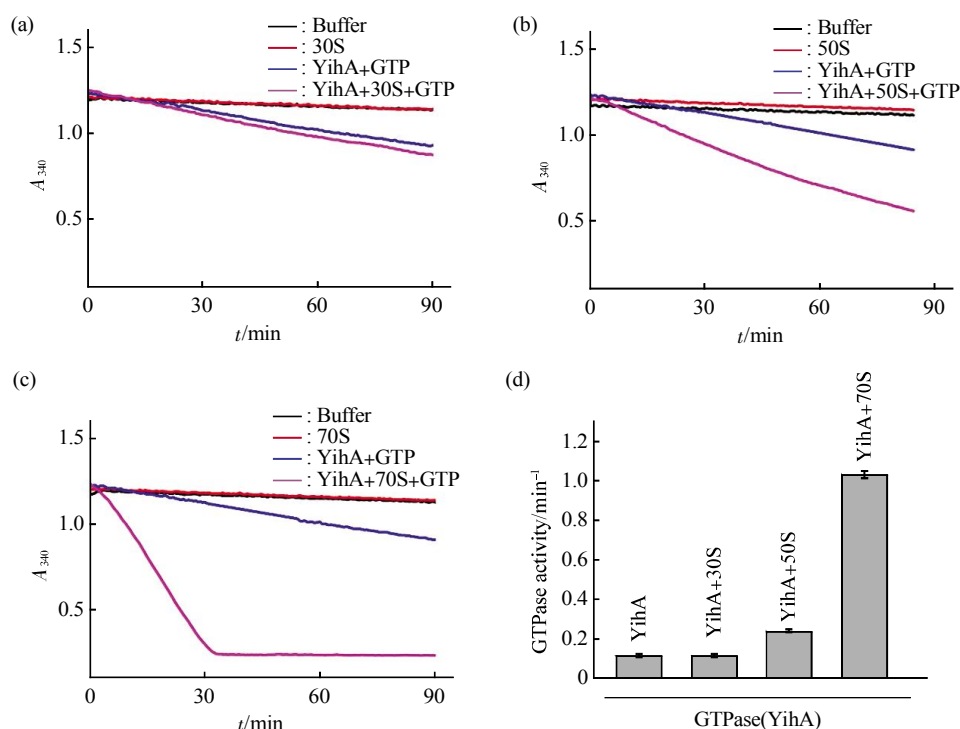 (a)
: Buffer
: 30S
: YihA+GTP
: YihA+30S+GTP
1.5
1.0
0.5
A340
0 30 60 90
t/min
(b)
: Buffer
: 50S
: YihA+GTP
: YihA+50S+GTP
1.5
1.0
0.5
A340
0 30 60 90
t/min
(c)
: Buffer
: 70S
: YihA+GTP
: YihA+70S+GTP
1.5
1.0
0.5
A340
0 30 60 90
t/min
(d)
GTPase activity/min⁻¹
1.2
1.0
0.8
0.6
0.4
0.2
0
YihA
YihA+30S
YihA+50S
YihA+70S
GTPase(YihA)